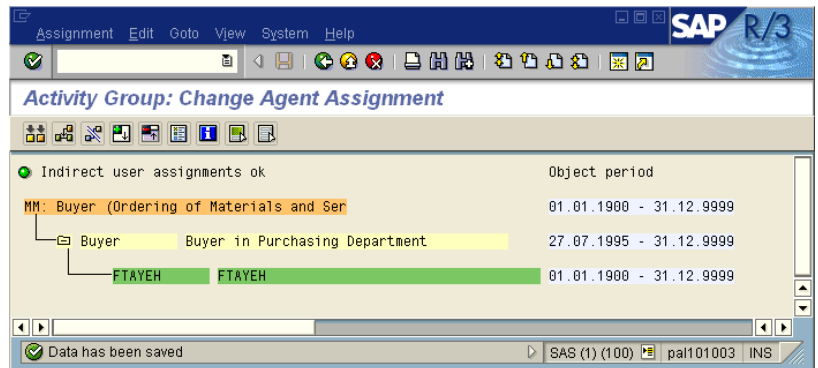 SAP R/3
Assignment Edit Goto View System Help
Activity Group: Change Agent Assignment
Indirect user assignments ok Object period
MM: Buyer (Ordering of Materials and Ser 01.01.1900 - 31.12.9999
Buyer Buyer in Purchasing Department 27.07.1995 - 31.12.9999
FTAYEH FTAYEH 01.01.1900 - 31.12.9999
Data has been saved SAS (1) (100) pal101003 INS